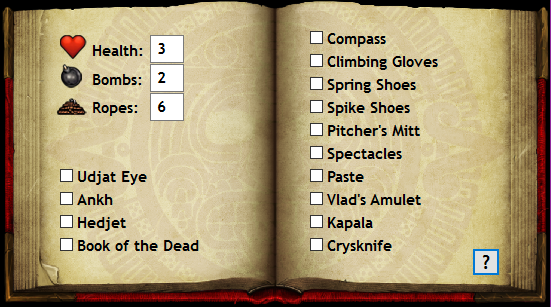 Health: 3
Bombs: 2
Ropes: 6
Udjat Eye
Ankh
Hedjet
Book of the Dead
Compass
Climbing Gloves
Spring Shoes
Spike Shoes
Pitcher's Mitt
Spectacles
Paste
Vlad's Amulet
Kapala
Crysknife
?